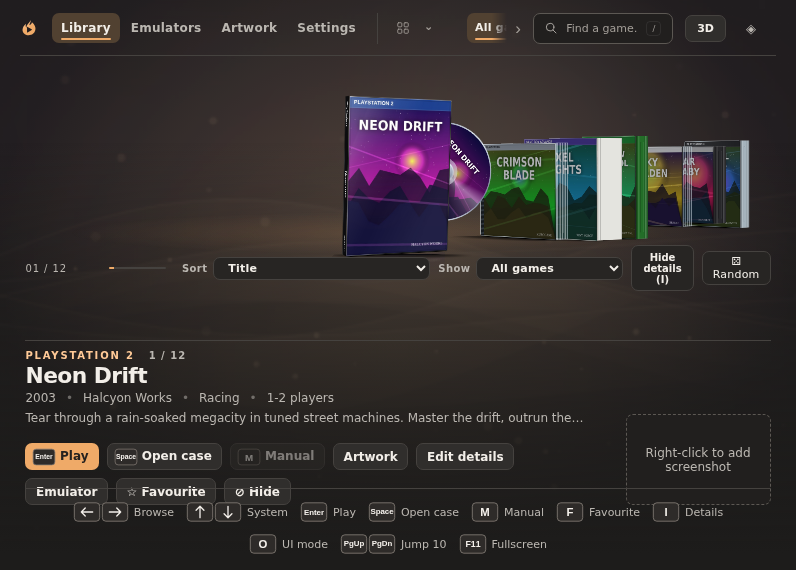 Library Emulators Artwork Settings All g Find a game. / 3D
PLAYSTATION 2
NEON DRIFT
NEON DRIFT
CRIMSON
BLADE
01 / 12 Sort Title Show All games Hide details (I) Random
PLAYSTATION 2 1 / 12
Neon Drift
2003 • Halcyon Works • Racing • 1-2 players
Tear through a rain-soaked megacity in tuned street machines. Master the drift, outrun the…
Right-click to add
screenshot
Enter Play Space Open case M Manual Artwork Edit details
Emulator ☆ Favourite ⊘ Hide
← → Browse ↑ ↓ System Enter Play Space Open case M Manual F Favourite I Details
O UI mode PgUp PgDn Jump 10 F11 Fullscreen